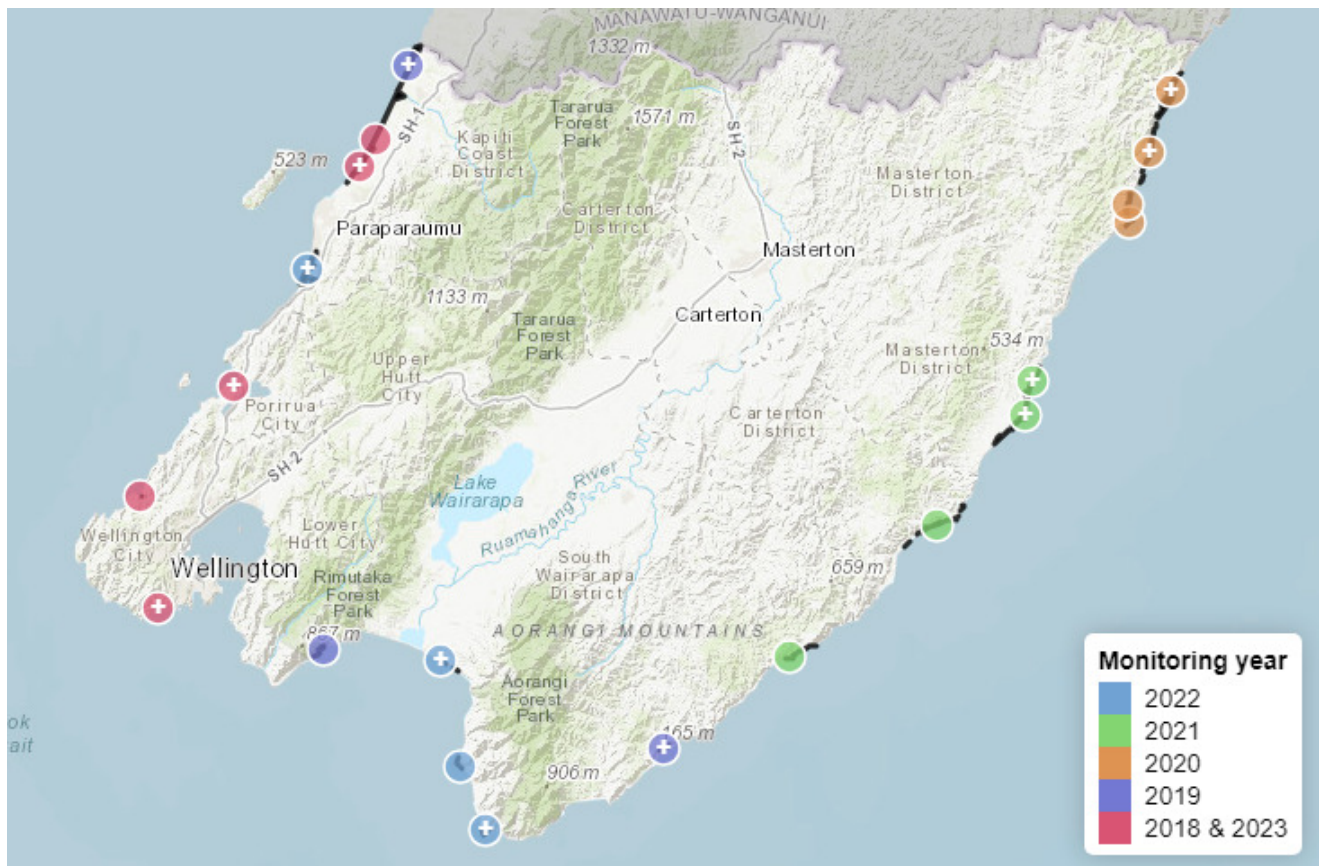 MANAWATU-WANGANUI
1332 m
Tararua
Forest
Park
1571 m
SH-1
SH-2
Kapiti
Coast
District
523 m
Masterton
District
Carterton
District
Paraparaumu
Masterton
1133 m
Carterton
Tararua
Forest
Park
534 m
Masterton
District
Upper
Hutt
City
Porirua
City
Carterton
District
SH 2
Lake
Wairarapa
Ruamahanga River
Lower
Hutt City
Wellington
City
Wellington
South
Wairarapa
District
659 m
Rimutaka
Forest
Park
867 m
AORANGI MOUNTAINS
Aorangi
Forest
Park
165 m
906 m
ok
ait
Monitoring year
2022
2021
2020
2019
2018 & 2023